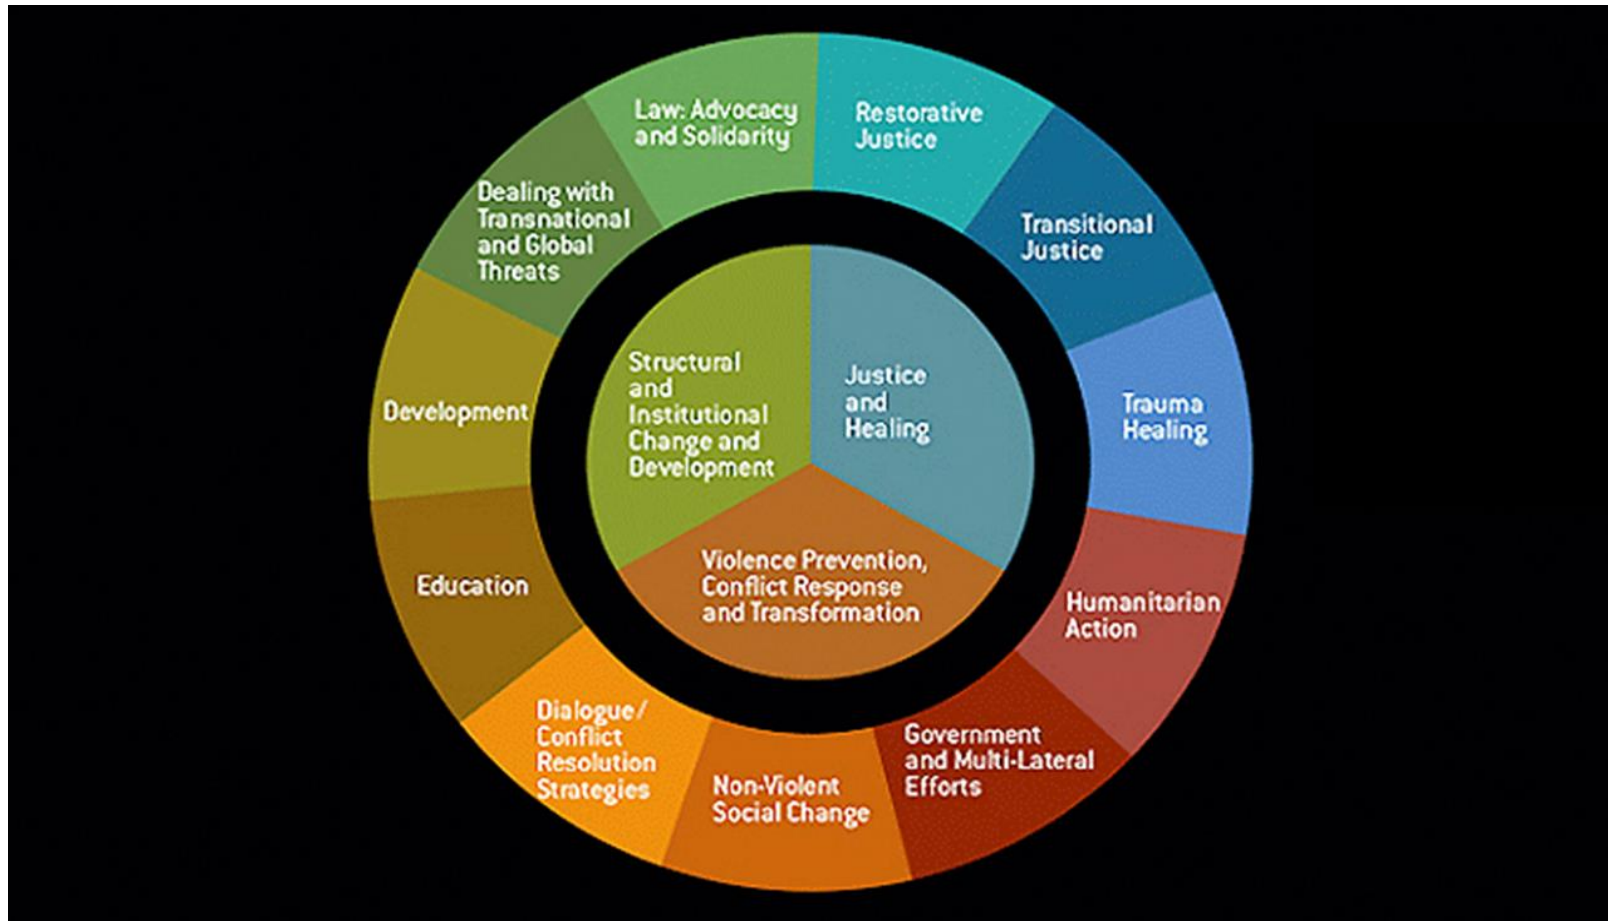 Law: Advocacy
and Solidarity
Restorative
Justice
Transitional
Justice
Trauma
Healing
Humanitarian
Action
Government
and Multi-Lateral
Efforts
Non-Violent
Social Change
Dialogue/
Conflict
Resolution
Strategies
Education
Development
Dealing with
Transnational
and Global
Threats
Structural
and
Institutional
Change and
Development
Justice
and
Healing
Violence Prevention,
Conflict Response
and Transformation